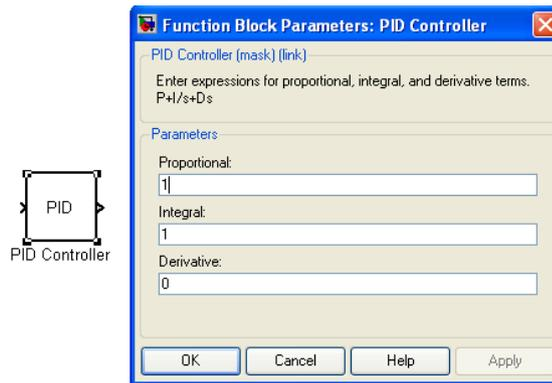 Function Block Parameters: PID Controller
PID Controller (mask) (link)
Enter expressions for proportional, integral, and derivative terms.
P+I/s+Ds
Parameters
Proportional:
1
Integral:
1
Derivative:
0
OK Cancel Help Apply
PID
PID Controller